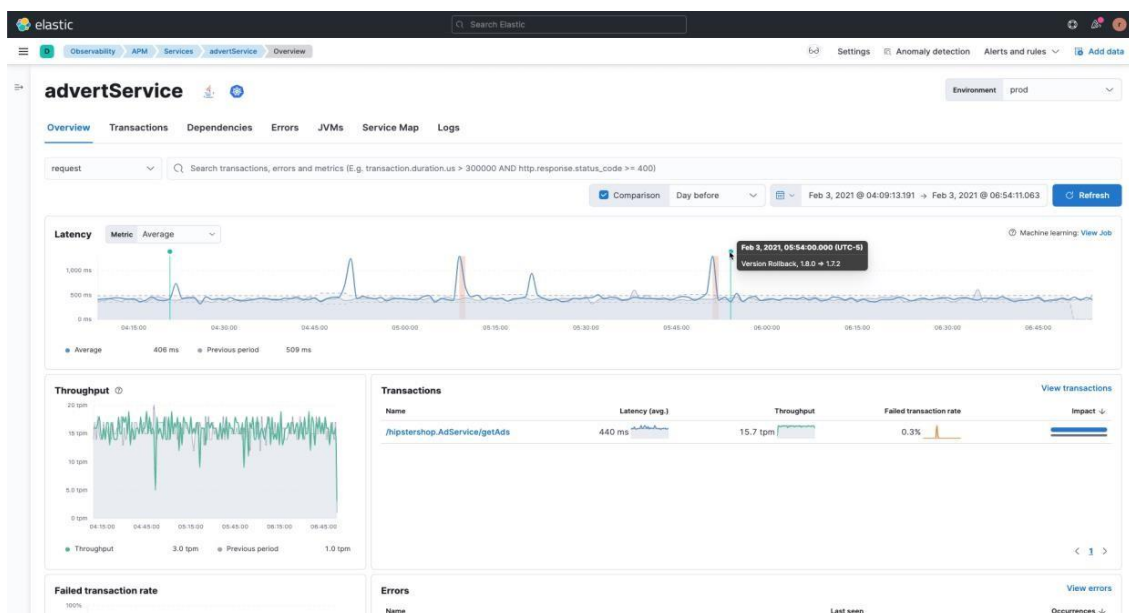 elastic
Search Elastic
r
D Observability APM Services advertService Overview
Settings Anomaly detection Alerts and rules Add data
advertService
Environment prod
Overview Transactions Dependencies Errors JVMs Service Map Logs
request
Search transactions, errors and metrics (E.g. transaction.duration.us > 300000 AND http.response.status_code >= 400)
Comparison Day before
Feb 3, 2021 @ 04:09:13.191 → Feb 3, 2021 @ 06:54:11.063
Refresh
Latency Metric Average
Machine learning: View Job
Feb 3, 2021, 05:54:00.000 (UTC-5)
Version Rollback, 1.8.0 → 1.7.2
1,000 ms
500 ms
0 ms
04:15:00 04:30:00 04:45:00 05:00:00 05:15:00 05:30:00 05:45:00 06:00:00 06:15:00 06:30:00 06:45:00
Average 406 ms Previous period 509 ms
Throughput
20 tpm
15 tpm
10 tpm
5.0 tpm
0 tpm
04:15:00 04:45:00 05:15:00 05:45:00 06:15:00 06:45:00
Throughput 3.0 tpm Previous period 1.0 tpm
Transactions
View transactions
Name Latency (avg.) Throughput Failed transaction rate Impact
/hipstershop.AdService/getAds 440 ms 15.7 tpm 0.3%
< 1 >
Failed transaction rate
100%
Errors
View errors
Name Last seen Occurrences